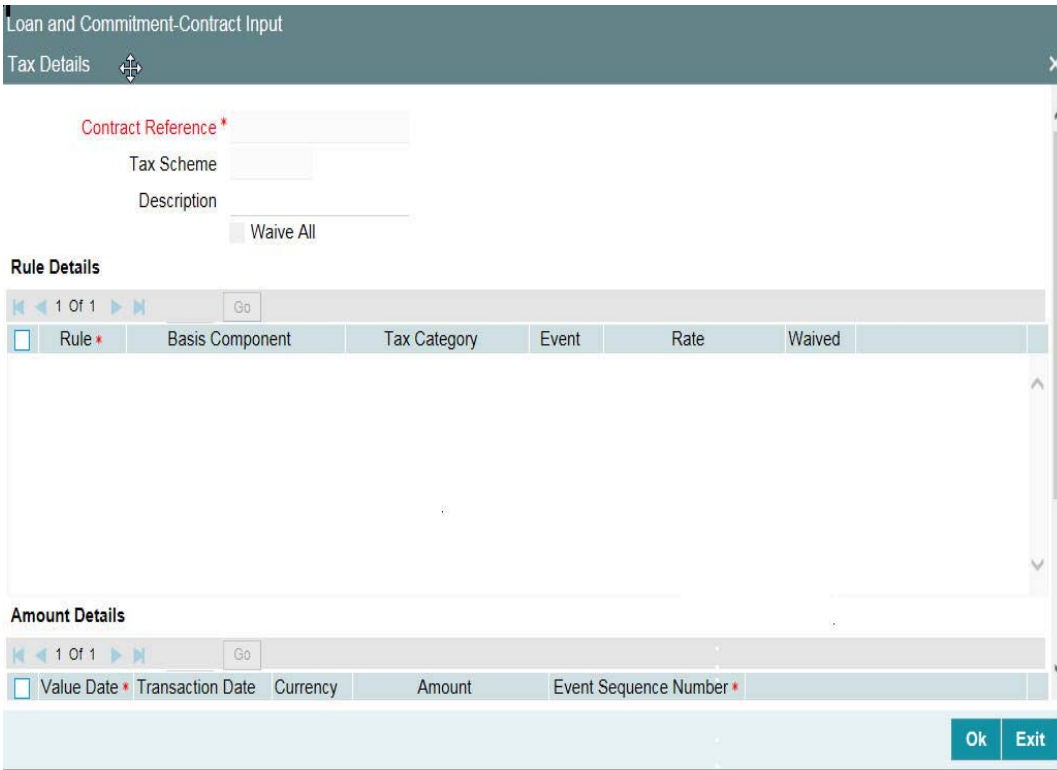 Loan and Commitment-Contract Input
Tax Details
Contract Reference *
Tax Scheme
Description
Waive All
Rule Details
1 Of 1 Go
Rule * Basis Component Tax Category Event Rate Waived
Amount Details
1 Of 1 Go
Value Date * Transaction Date Currency Amount Event Sequence Number *
Ok Exit